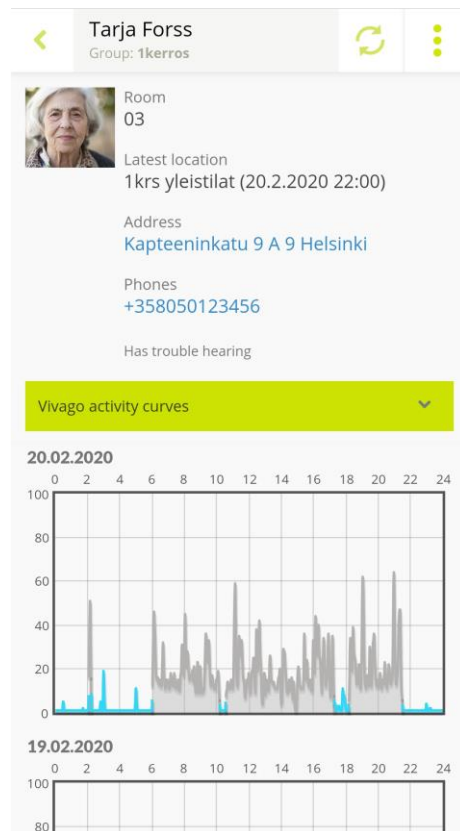 Tarja Forss
Group: 1kerros
Room
03
Latest location
1krs yleistilat (20.2.2020 22:00)
Address
Kapteeninkatu 9 A 9 Helsinki
Phones
+358050123456
Has trouble hearing
Vivago activity curves
20.02.2020
0 2 4 6 8 10 12 14 16 18 20 22 24
100
80
60
40
20
0
19.02.2020
0 2 4 6 8 10 12 14 16 18 20 22 24
100
80